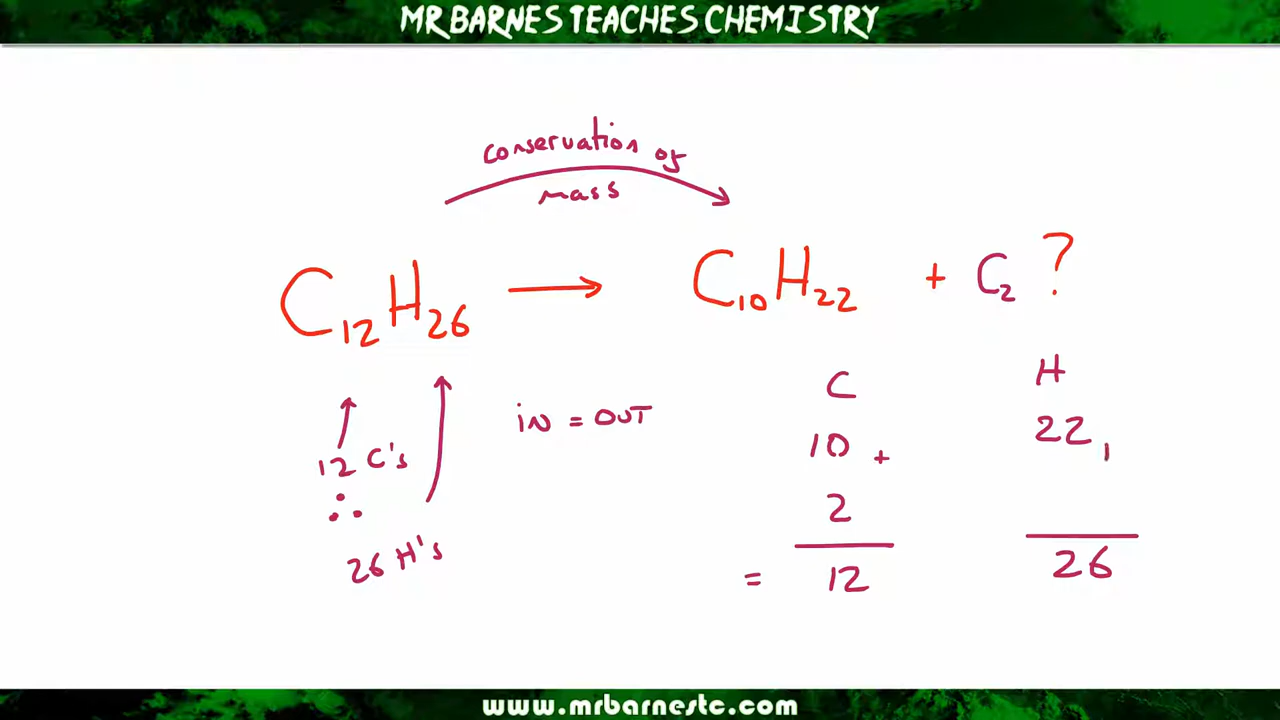 MR BARNES TEACHES CHEMISTRY
conservation of
mass
C₁₂H₂₆ → C₁₀H₂₂ + C₂ ?
C H
in = OUT
10 + 22
12 C's
∴
2
26 H's
= 12 26
www.mrbarnestc.com